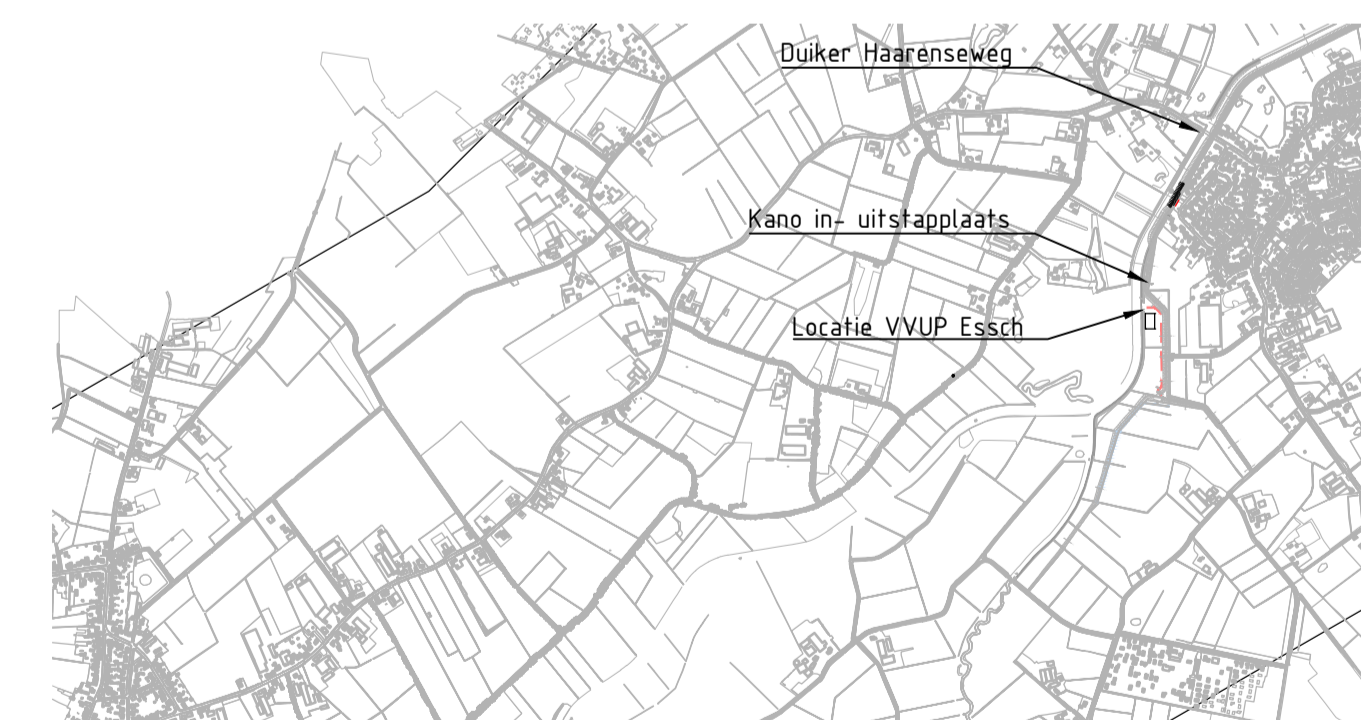 Duiker Haarenseweg
Kano in- uitstapplaats
Locatie VVUP Essch